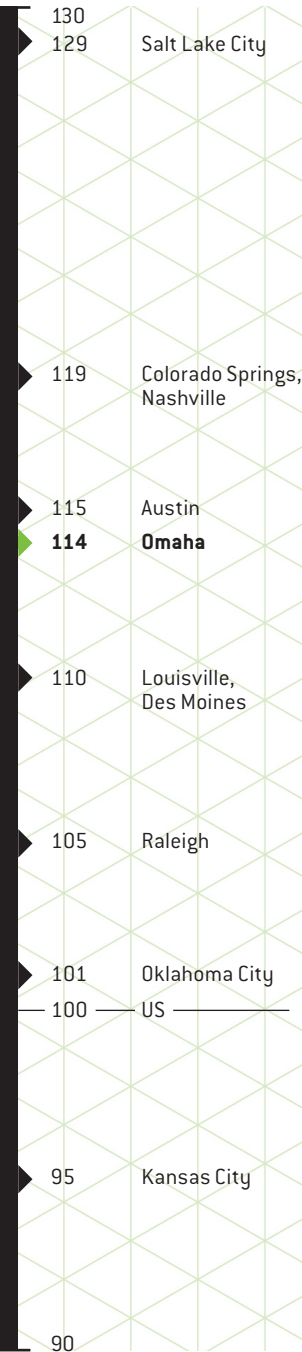 130
129 Salt Lake City
119 Colorado Springs,
Nashville
115 Austin
114 Omaha
110 Louisville,
Des Moines
105 Raleigh
101 Oklahoma City
100 US
95 Kansas City
90